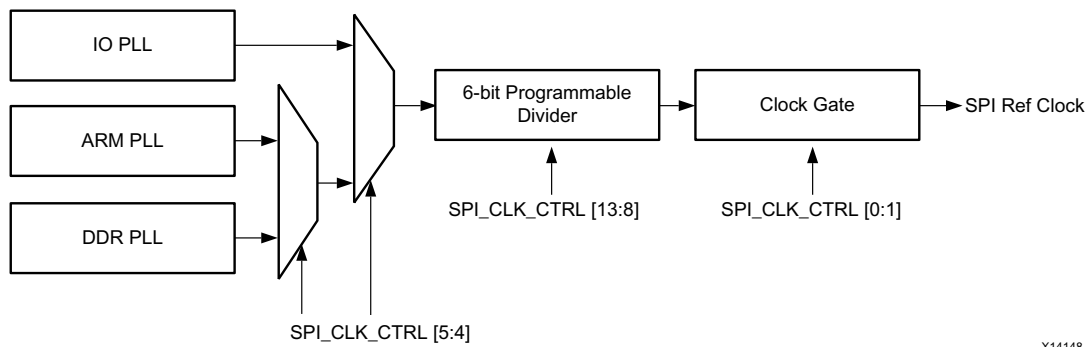 IO PLL
ARM PLL
DDR PLL
6-bit Programmable
Divider
Clock Gate
SPI Ref Clock
SPI_CLK_CTRL [13:8]
SPI_CLK_CTRL [0:1]
SPI_CLK_CTRL [5:4]
X14148